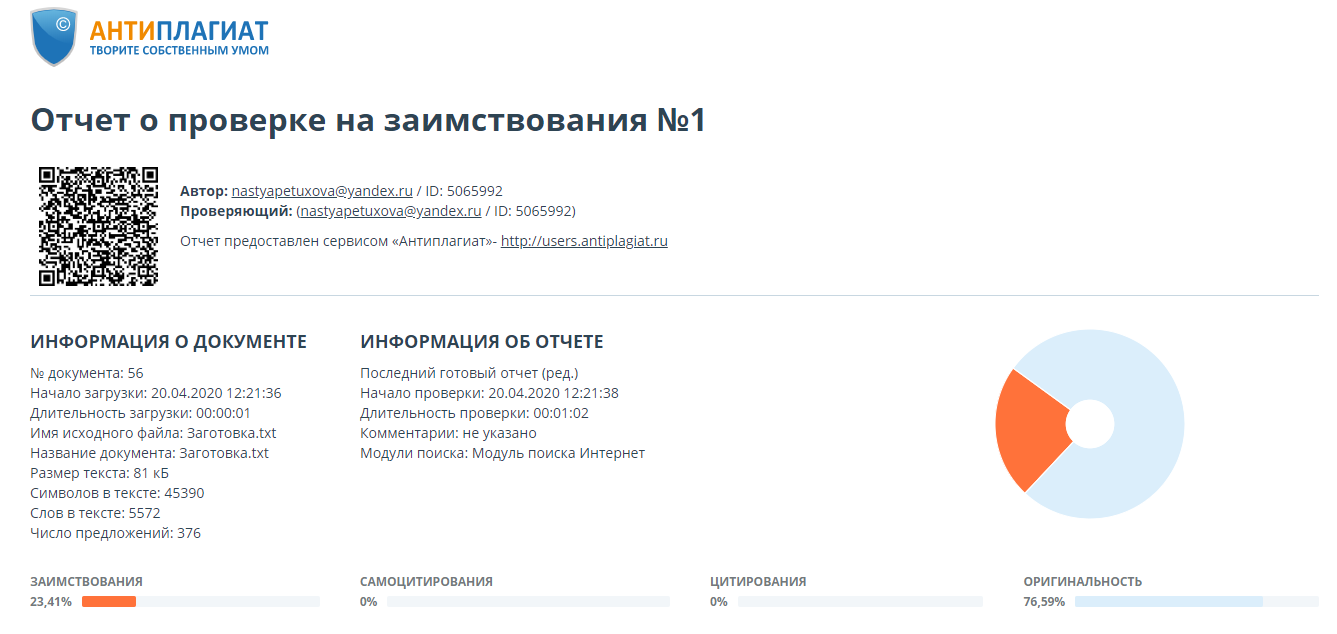 ©
АНТИПЛАГИАТ
ТВОРИТЕ СОБСТВЕННЫМ УМОМ
Отчет о проверке на заимствования №1
Автор: nastyapetuxova@yandex.ru / ID: 5065992
Проверяющий: (nastyapetuxova@yandex.ru / ID: 5065992)
Отчет предоставлен сервисом «Антиплагиат»- http://users.antiplagiat.ru
ИНФОРМАЦИЯ О ДОКУМЕНТЕ
№ документа: 56
Начало загрузки: 20.04.2020 12:21:36
Длительность загрузки: 00:00:01
Имя исходного файла: Заготовка.txt
Название документа: Заготовка.txt
Размер текста: 81 кБ
Cимволов в тексте: 45390
Слов в тексте: 5572
Число предложений: 376
ИНФОРМАЦИЯ ОБ ОТЧЕТЕ
Последний готовый отчет (ред.)
Начало проверки: 20.04.2020 12:21:38
Длительность проверки: 00:01:02
Комментарии: не указано
Модули поиска: Модуль поиска Интернет
ЗАИМСТВОВАНИЯ
23,41%
САМОЦИТИРОВАНИЯ
0%
ЦИТИРОВАНИЯ
0%
ОРИГИНАЛЬНОСТЬ
76,59%